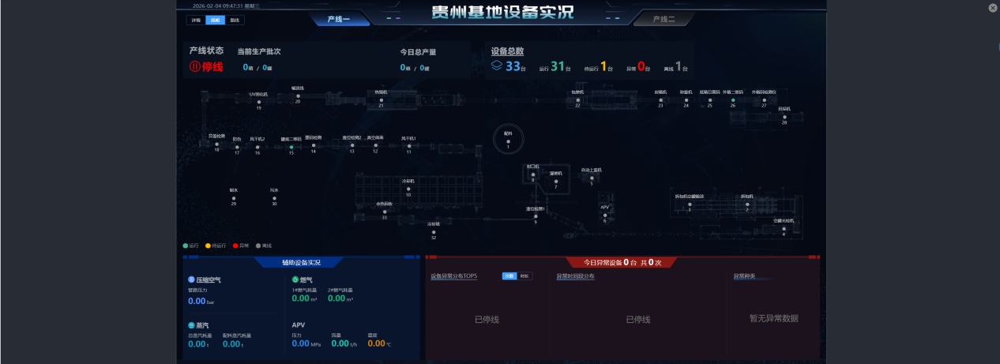 2026-02-04 09:47:31 星期三
贵州基地设备实况
详情 简略 路线
产线一
产线二
产线状态
停线
当前生产批次
0箱 / 0罐
今日总产量
0箱 / 0罐
设备总数
33台 运行31台 待运行1台 异常0台 离线1台
UV固化机
19
输送线
20
热缩机
21
包装机
22
封箱机
23
称重机
24
纸箱日期码
25
外箱二维码
26
外箱码检测仪
27
码垛机
28
异盖检测
18
防伪
17
风干机2
16
罐底二维码
15
重码检测
14
液位检测2
13
真空曲面
12
风干机1
11
配料
1
封口机
8
灌装机
7
自动上盖机
5
冷却机
10
制水
29
污水
30
余热回收
33
冷却塔
32
液位检测1
9
APV
6
拆包机空罐输送
3
拆包机
2
空罐光检机
4
运行 待运行 异常 离线
辅助设备实况
压缩空气
管路压力
0.00 bar
燃气
1#燃气耗量 2#燃气耗量
0.00 m³ 0.00 m³
蒸汽
总蒸汽耗量 配料蒸汽耗量
0.00 t 0.00 t
APV
压力 流量 温度
0.00 MPa 0.00 t/h 0.00 ℃
今日异常设备 0 台 共 0 次
设备异常分布TOP5
次数 时长
已停线
异常时间段分布
已停线
异常种类
暂无异常数据